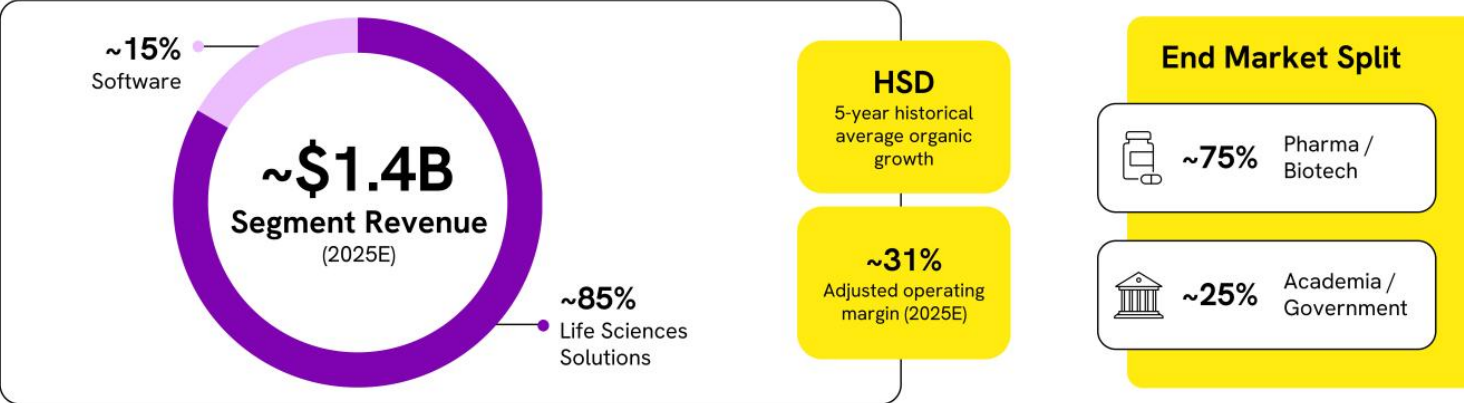 ~15%
Software
~$1.4B
Segment Revenue
(2025E)
~85%
Life Sciences
Solutions
HSD
5-year historical
average organic
growth
~31%
Adjusted operating
margin (2025E)
End Market Split
~75%
Pharma /
Biotech
~25%
Academia /
Government